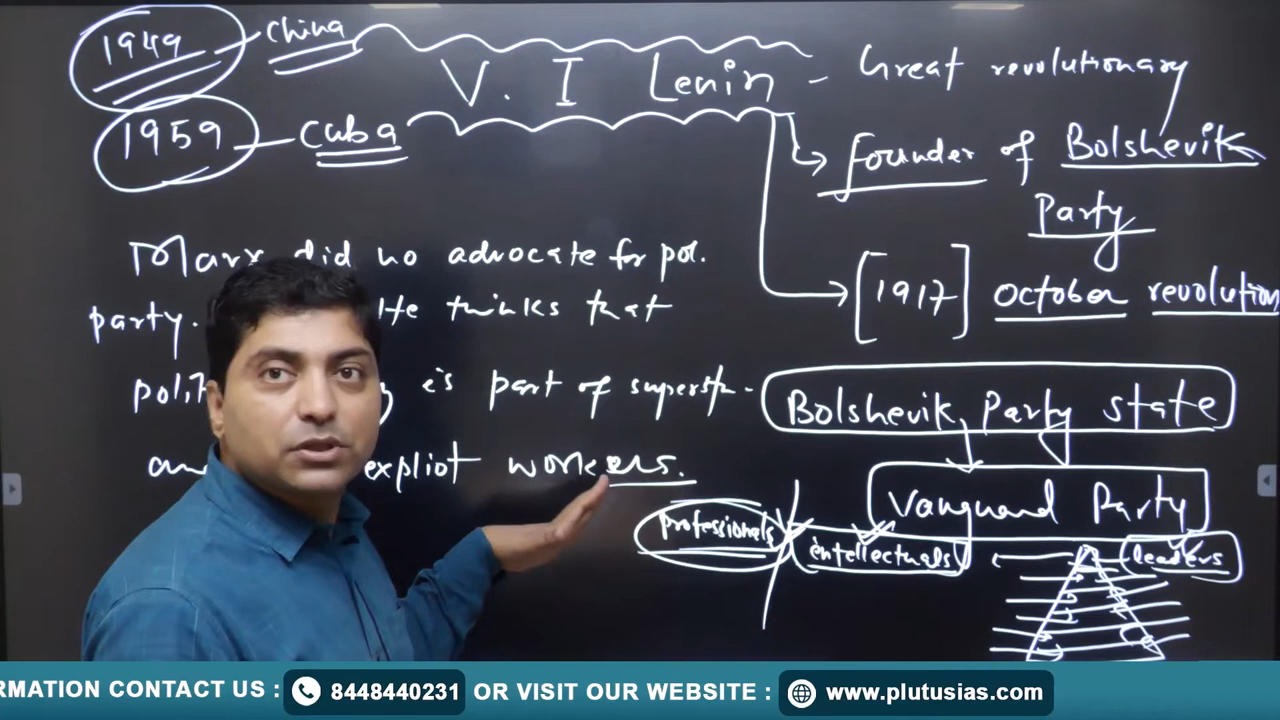 1949 - China
1959 - Cuba
V. I Lenin - Great revolutionary
founder of Bolshevik
Party
[1917] October revolution
Marx did no advocate for pol.
party. He thinks that
is part of superstr.
expliot workers.
Bolshevik Party state
Vanguard Party
professionals intellectuals leaders
RMATION CONTACT US : 8448440231 OR VISIT OUR WEBSITE : www.plutusias.com